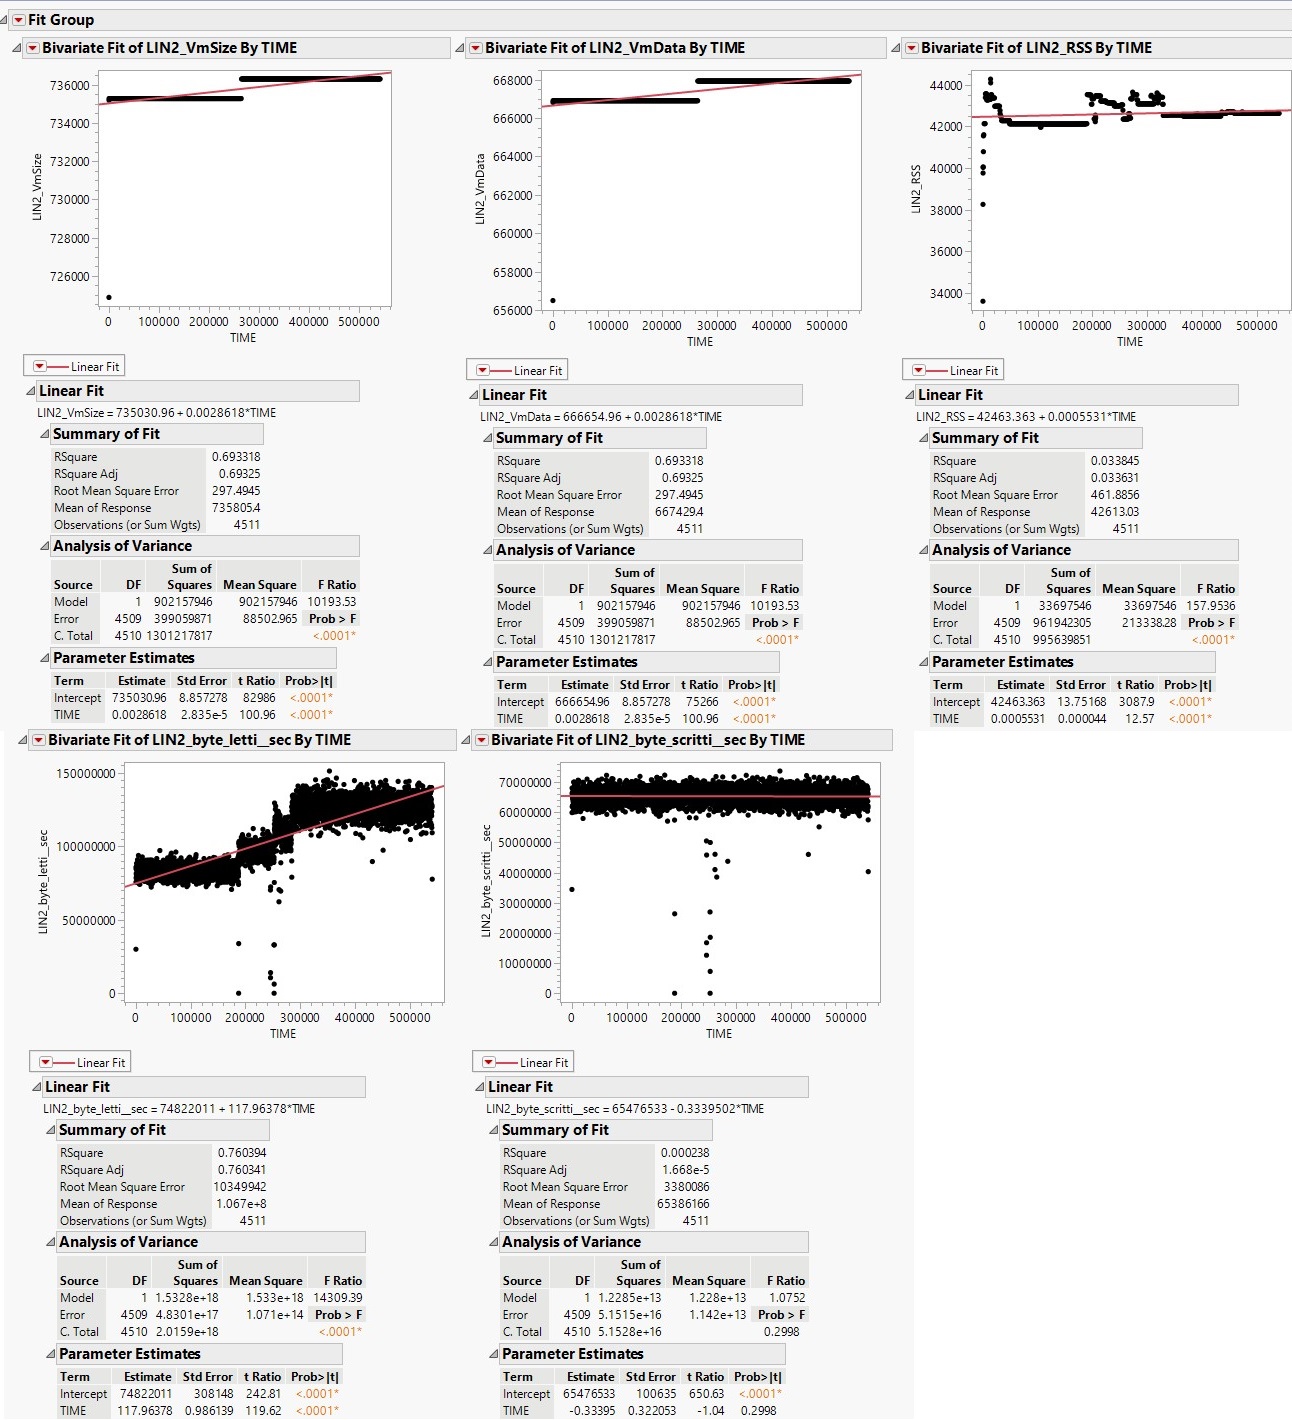 Fit Group
Bivariate Fit of LIN2_VmSize By TIME
736000
734000
732000
730000
728000
726000
LIN2_VmSize
0 100000 200000 300000 400000 500000
TIME
Linear Fit
Linear Fit
LIN2_VmSize = 735030.96 + 0.0028618*TIME
Summary of Fit
RSquare 0.693318
RSquare Adj 0.69325
Root Mean Square Error 297.4945
Mean of Response 735805.4
Observations (or Sum Wgts) 4511
Analysis of Variance
Sum of
Source DF Squares Mean Square F Ratio
Model 1 902157946 902157946 10193.53
Error 4509 399059871 88502.965 Prob > F
C. Total 4510 1301217817 <.0001*
Parameter Estimates
Term Estimate Std Error t Ratio Prob>|t|
Intercept 735030.96 8.857278 82986 <.0001*
TIME 0.0028618 2.835e-5 100.96 <.0001*
Bivariate Fit of LIN2_VmData By TIME
668000
666000
664000
662000
660000
658000
656000
LIN2_VmData
0 100000 200000 300000 400000 500000
TIME
Linear Fit
Linear Fit
LIN2_VmData = 666654.96 + 0.0028618*TIME
Summary of Fit
RSquare 0.693318
RSquare Adj 0.69325
Root Mean Square Error 297.4945
Mean of Response 667429.4
Observations (or Sum Wgts) 4511
Analysis of Variance
Sum of
Source DF Squares Mean Square F Ratio
Model 1 902157946 902157946 10193.53
Error 4509 399059871 88502.965 Prob > F
C. Total 4510 1301217817 <.0001*
Parameter Estimates
Term Estimate Std Error t Ratio Prob>|t|
Intercept 666654.96 8.857278 75266 <.0001*
TIME 0.0028618 2.835e-5 100.96 <.0001*
Bivariate Fit of LIN2_RSS By TIME
44000
42000
40000
38000
36000
34000
LIN2_RSS
0 100000 200000 300000 400000 500000
TIME
Linear Fit
Linear Fit
LIN2_RSS = 42463.363 + 0.0005531*TIME
Summary of Fit
RSquare 0.033845
RSquare Adj 0.033631
Root Mean Square Error 461.8856
Mean of Response 42613.03
Observations (or Sum Wgts) 4511
Analysis of Variance
Sum of
Source DF Squares Mean Square F Ratio
Model 1 33697546 33697546 157.9536
Error 4509 961942305 213338.28 Prob > F
C. Total 4510 995639851 <.0001*
Parameter Estimates
Term Estimate Std Error t Ratio Prob>|t|
Intercept 42463.363 13.75168 3087.9 <.0001*
TIME 0.0005531 0.000044 12.57 <.0001*
Bivariate Fit of LIN2_byte_letti__sec By TIME
150000000
100000000
50000000
0
LIN2_byte_letti__sec
0 100000 200000 300000 400000 500000
TIME
Linear Fit
Linear Fit
LIN2_byte_letti__sec = 74822011 + 117.96378*TIME
Summary of Fit
RSquare 0.760394
RSquare Adj 0.760341
Root Mean Square Error 10349942
Mean of Response 1.067e+8
Observations (or Sum Wgts) 4511
Analysis of Variance
Sum of
Source DF Squares Mean Square F Ratio
Model 1 1.5328e+18 1.533e+18 14309.39
Error 4509 4.8301e+17 1.071e+14 Prob > F
C. Total 4510 2.0159e+18 <.0001*
Parameter Estimates
Term Estimate Std Error t Ratio Prob>|t|
Intercept 74822011 308148 242.81 <.0001*
TIME 117.96378 0.986139 119.62 <.0001*
Bivariate Fit of LIN2_byte_scritti__sec By TIME
70000000
60000000
50000000
40000000
30000000
20000000
10000000
0
LIN2_byte_scritti__sec
0 100000 200000 300000 400000 500000
TIME
Linear Fit
Linear Fit
LIN2_byte_scritti__sec = 65476533 - 0.3339502*TIME
Summary of Fit
RSquare 0.000238
RSquare Adj 1.668e-5
Root Mean Square Error 3380086
Mean of Response 65386166
Observations (or Sum Wgts) 4511
Analysis of Variance
Sum of
Source DF Squares Mean Square F Ratio
Model 1 1.2285e+13 1.228e+13 1.0752
Error 4509 5.1515e+16 1.142e+13 Prob > F
C. Total 4510 5.1528e+16 0.2998
Parameter Estimates
Term Estimate Std Error t Ratio Prob>|t|
Intercept 65476533 100635 650.63 <.0001*
TIME -0.33395 0.322053 -1.04 0.2998